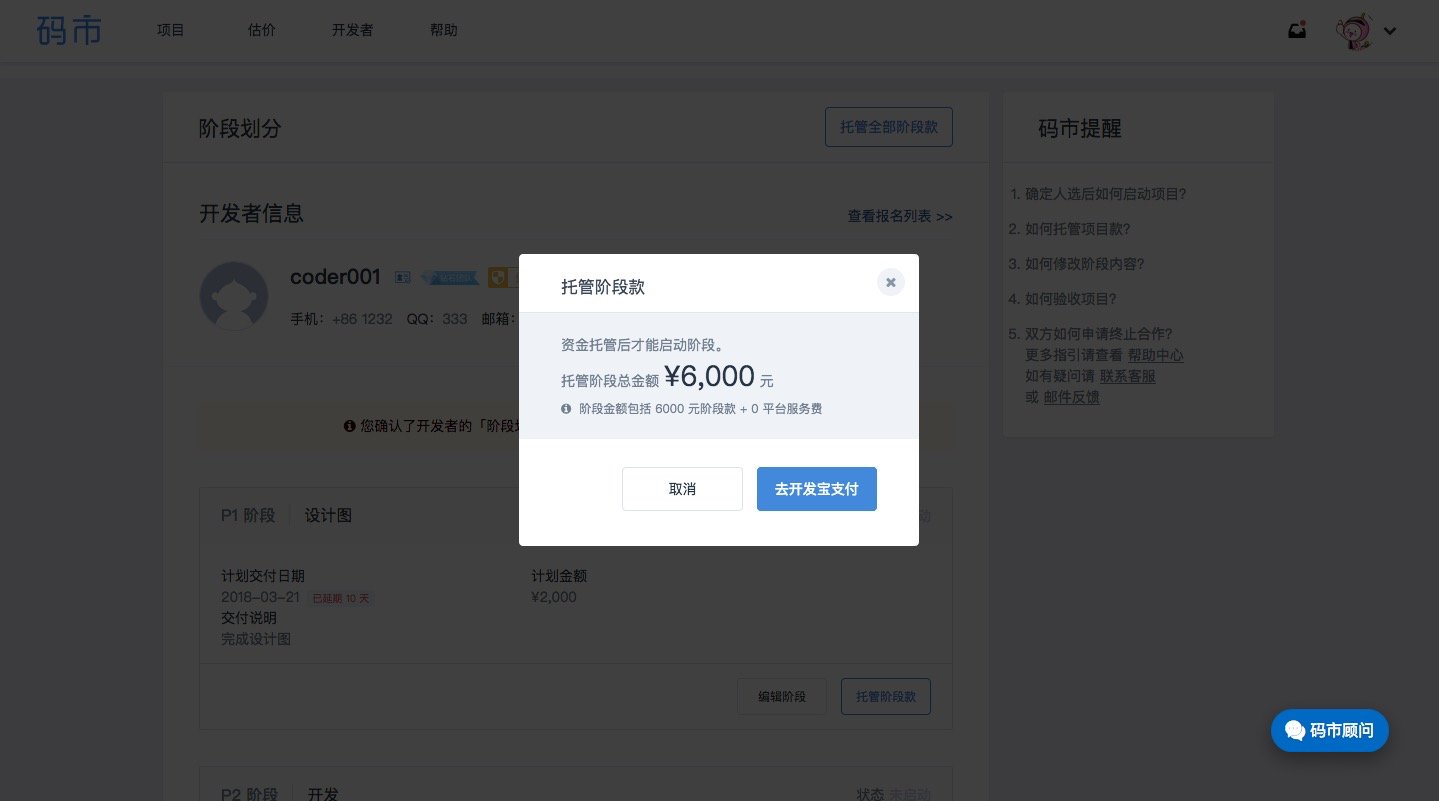 码市
项目 估价 开发者 帮助
阶段划分 托管全部阶段款
开发者信息 查看报名列表 >>
coder001
手机：+86 1232 QQ：333 邮箱：
您确认了开发者的「阶段
P1 阶段 设计图
计划交付日期 计划金额
2018-03-21 已延期 10 天 ¥2,000
交付说明
完成设计图
编辑阶段 托管阶段款
P2 阶段 开发 状态 未启动
托管阶段款
资金托管后才能启动阶段。
托管阶段总金额 ¥6,000 元
阶段金额包括 6000 元阶段款 + 0 平台服务费
取消 去开发宝支付
码市提醒
1. 确定人选后如何启动项目?
2. 如何托管项目款?
3. 如何修改阶段内容?
4. 如何验收项目?
5. 双方如何申请终止合作?
更多指引请查看 帮助中心
如有疑问请 联系客服
或 邮件反馈
码市顾问